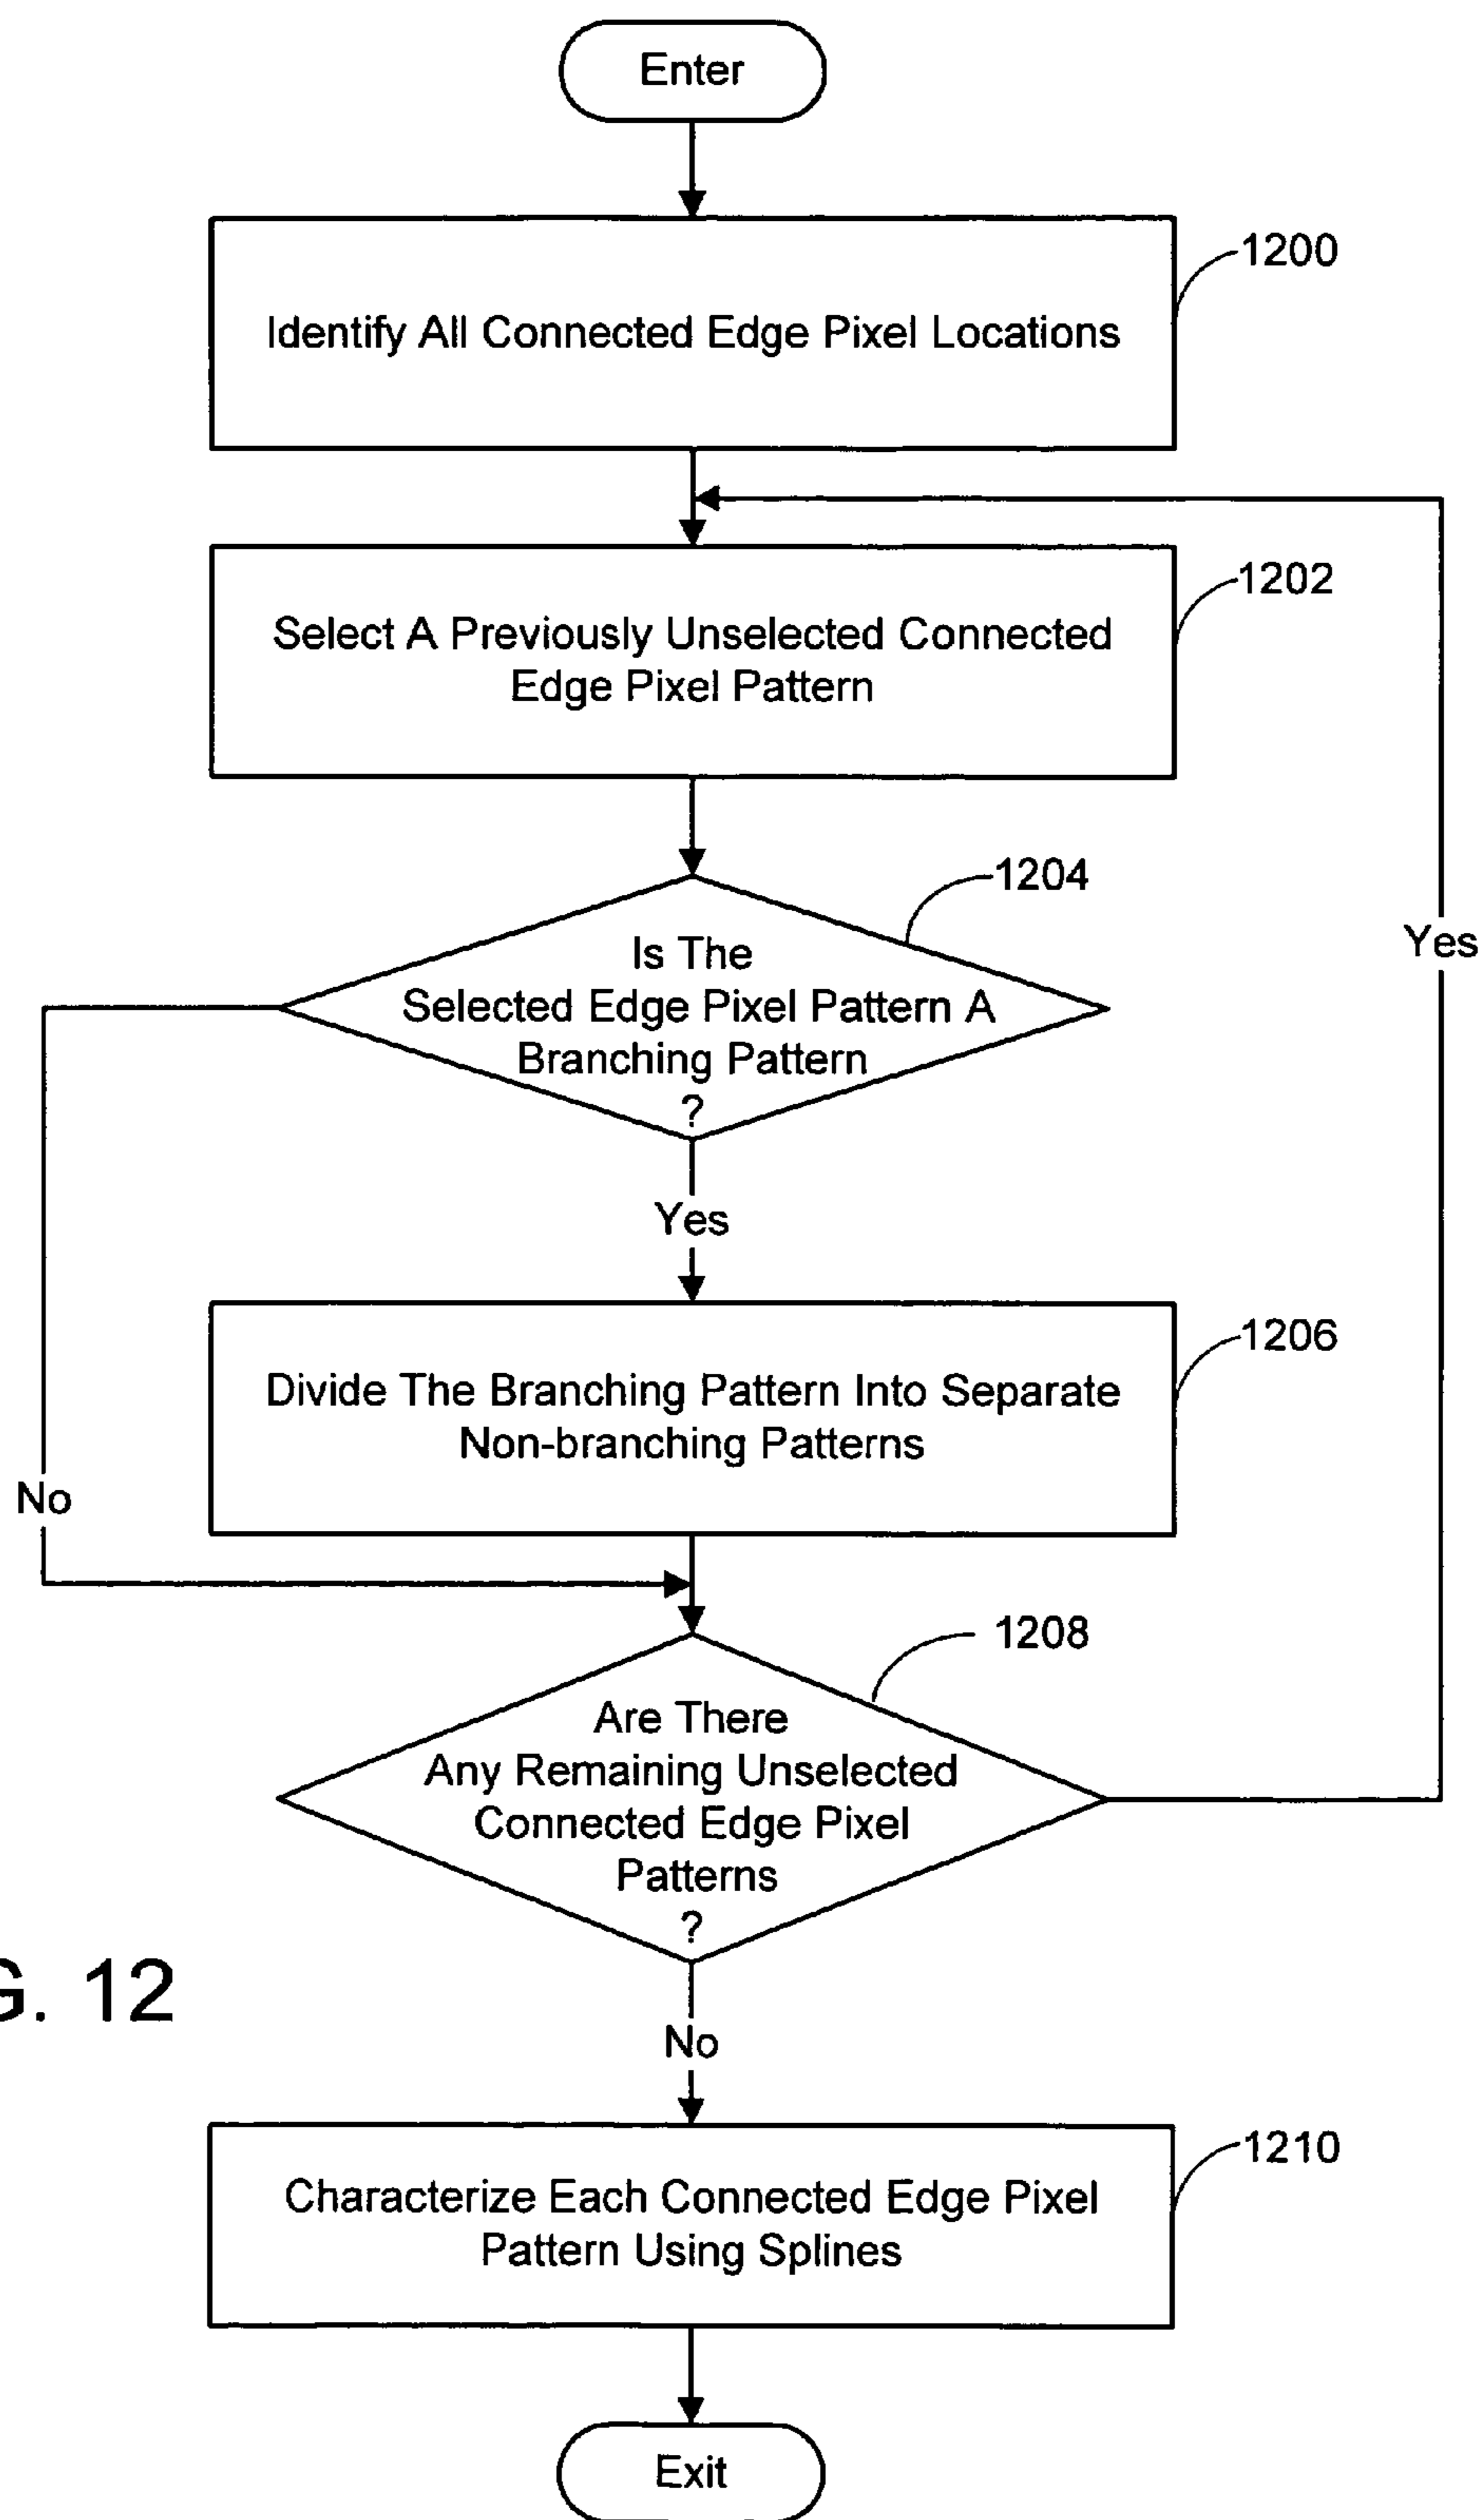 Enter
1200
Identify All Connected Edge Pixel Locations
1202
Select A Previously Unselected Connected
Edge Pixel Pattern
1204
Is The
Selected Edge Pixel Pattern A
Branching Pattern
?
Yes
Yes
1206
Divide The Branching Pattern Into Separate
Non-branching Patterns
No
1208
Are There
Any Remaining Unselected
Connected Edge Pixel
Patterns
?
G. 12
No
1210
Characterize Each Connected Edge Pixel
Pattern Using Splines
Exit